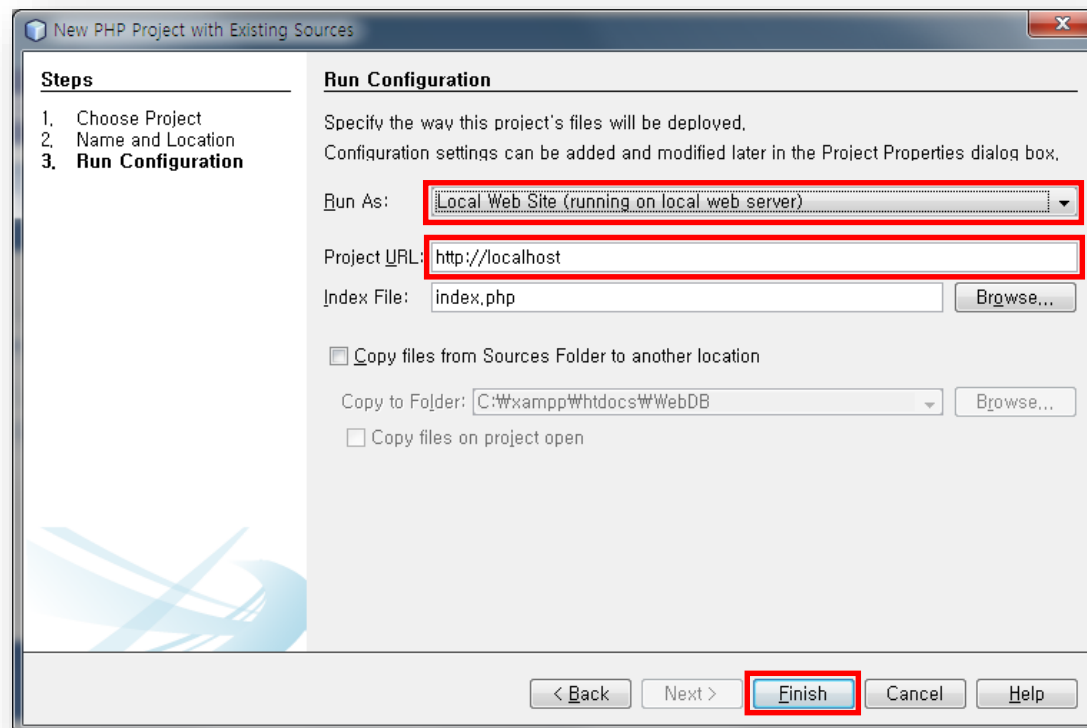 New PHP Project with Existing Sources
Steps
1. Choose Project
2. Name and Location
3. Run Configuration
Run Configuration
Specify the way this project's files will be deployed.
Configuration settings can be added and modified later in the Project Properties dialog box.
Run As: Local Web Site (running on local web server)
Project URL: http://localhost
Index File: index.php Browse...
Copy files from Sources Folder to another location
Copy to Folder: C:₩xampp₩htdocs₩WebDB Browse...
Copy files on project open
< Back Next > Finish Cancel Help